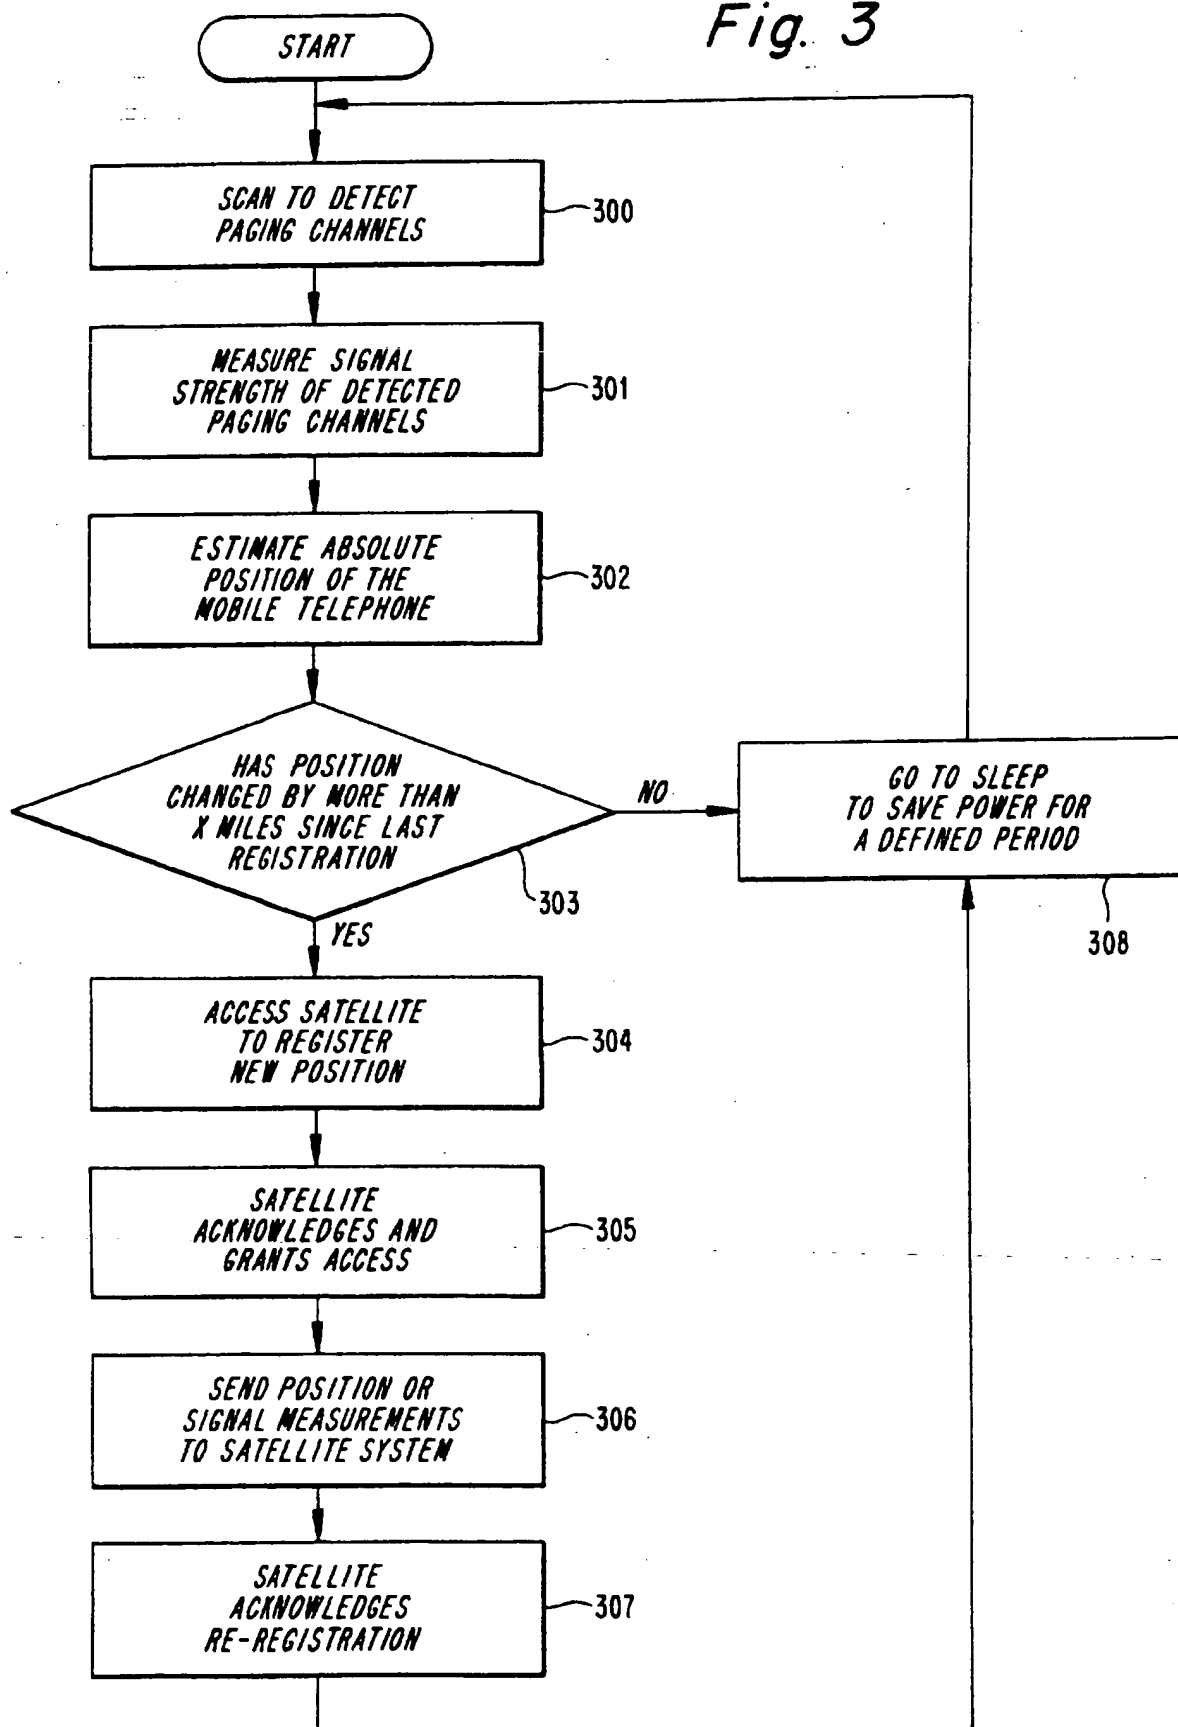 Fig. 3
START
SCAN TO DETECT
PAGING CHANNELS
300
MEASURE SIGNAL
STRENGTH OF DETECTED
PAGING CHANNELS
301
ESTIMATE ABSOLUTE
POSITION OF THE
MOBILE TELEPHONE
302
HAS POSITION
CHANGED BY MORE THAN
X MILES SINCE LAST
REGISTRATION
303
NO
GO TO SLEEP
TO SAVE POWER FOR
A DEFINED PERIOD
308
YES
ACCESS SATELLITE
TO REGISTER
NEW POSITION
304
SATELLITE
ACKNOWLEDGES AND
GRANTS ACCESS
305
SEND POSITION OR
SIGNAL MEASUREMENTS
TO SATELLITE SYSTEM
306
SATELLITE
ACKNOWLEDGES
RE-REGISTRATION
307